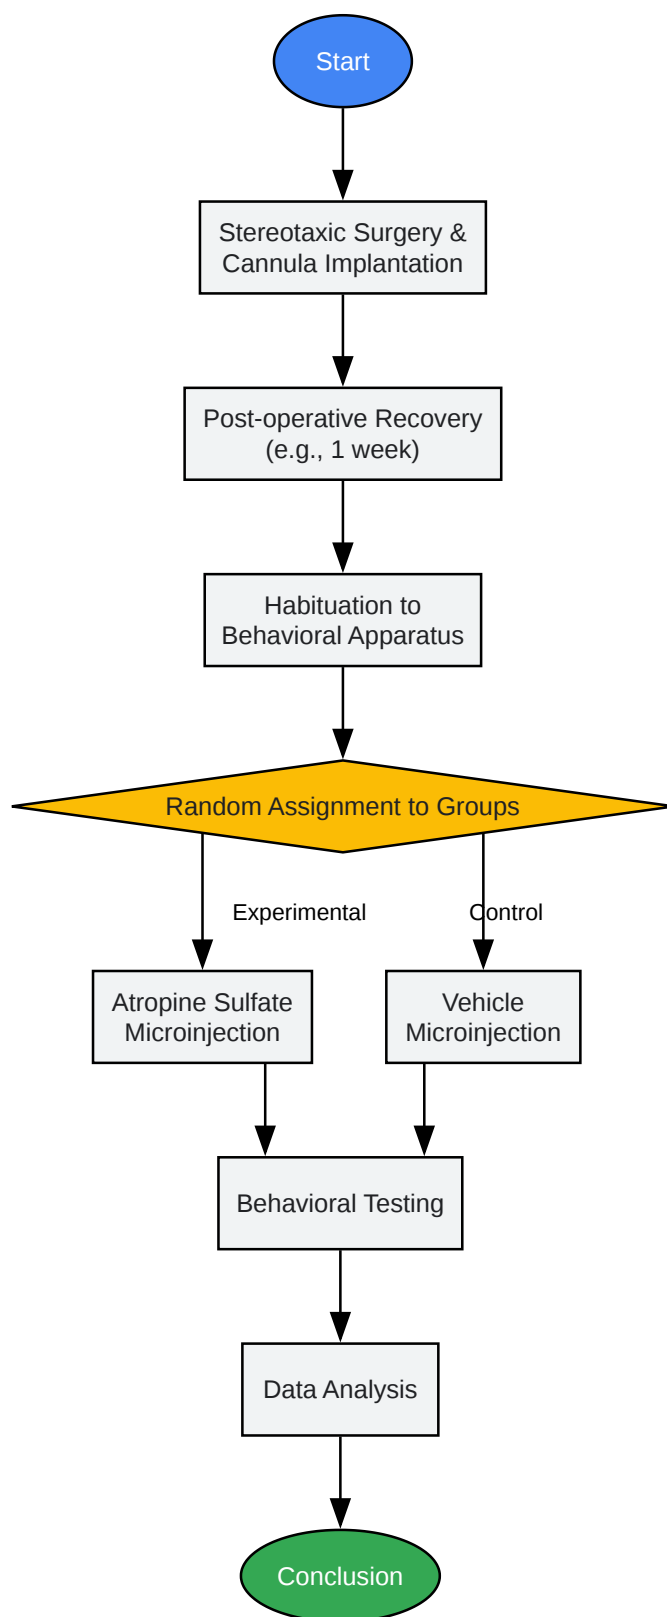 Start
Stereotaxic Surgery &
Cannula Implantation
Post-operative Recovery
(e.g., 1 week)
Habituation to
Behavioral Apparatus
Random Assignment to Groups
Experimental
Control
Atropine Sulfate
Microinjection
Vehicle
Microinjection
Behavioral Testing
Data Analysis
Conclusion